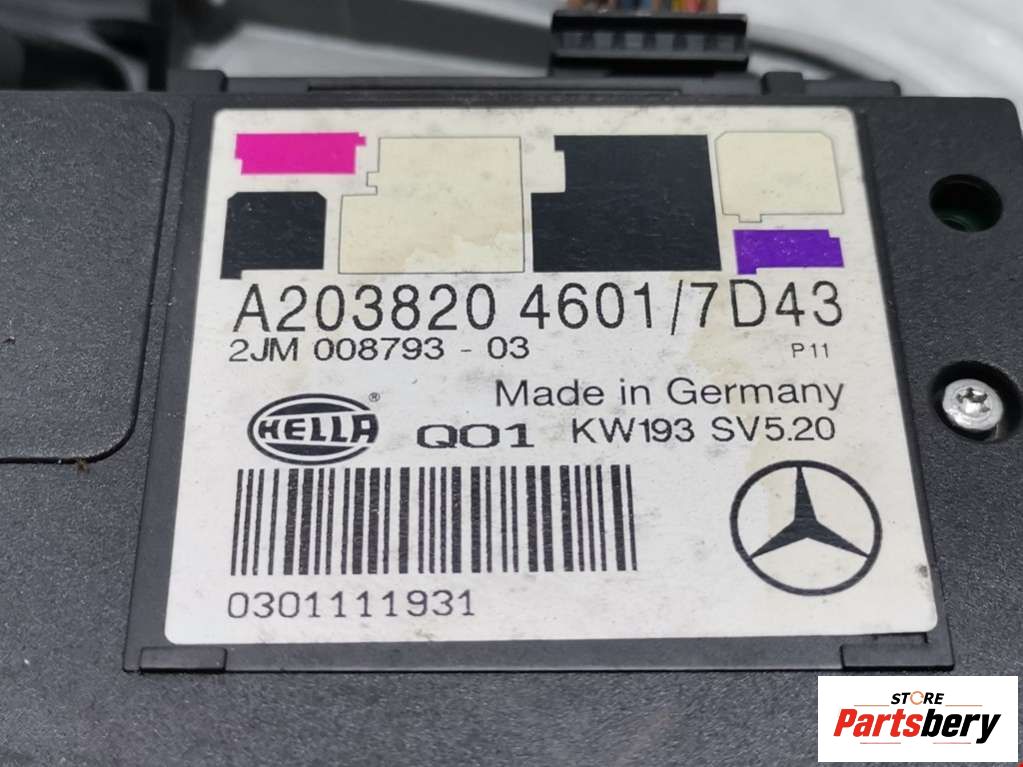 A203820 4601/7D43
2JM 008793 - 03 P11
Made in Germany
HELLA ® Q01 KW193 SV5.20
0301111931
STORE
Partsbery